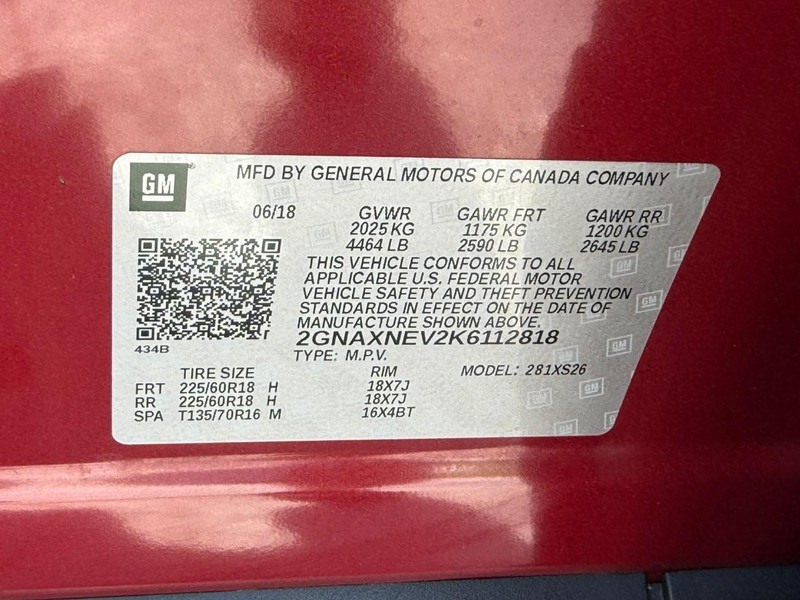 GM
MFD BY GENERAL MOTORS OF CANADA COMPANY
06/18 GVWR GAWR FRT GAWR RR
2025 KG 1175 KG 1200 KG
4464 LB 2590 LB 2645 LB
THIS VEHICLE CONFORMS TO ALL
APPLICABLE U.S. FEDERAL MOTOR
VEHICLE SAFETY AND THEFT PREVENTION
STANDARDS IN EFFECT ON THE DATE OF
MANUFACTURE SHOWN ABOVE.
2GNAXNEV2K6112818
434B
TYPE: M.P.V.
TIRE SIZE RIM MODEL: 281XS26
FRT 225/60R18 H 18X7J
RR 225/60R18 H 18X7J
SPA T135/70R16 M 16X4BT